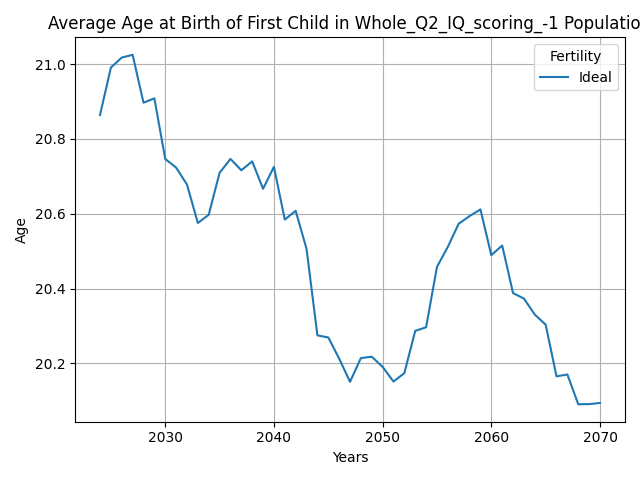 Average Age at Birth of First Child in Whole_Q2_IQ_scoring_-1 Populatio
Fertility
Ideal
21.0
20.8
20.6
20.4
20.2
Age
2030
2040
2050
2060
2070
Years